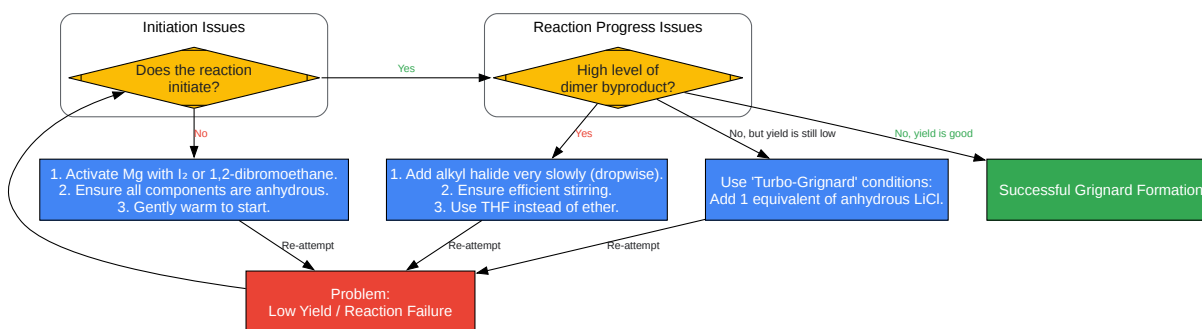 Initiation Issues
Reaction Progress Issues
Does the reaction
initiate?
Yes
High level of
dimer byproduct?
No
Yes
No, but yield is still low
No, yield is good
1. Activate Mg with I₂ or 1,2-dibromoethane.
2. Ensure all components are anhydrous.
3. Gently warm to start.
1. Add alkyl halide very slowly (dropwise).
2. Ensure efficient stirring.
3. Use THF instead of ether.
Use 'Turbo-Grignard' conditions:
Add 1 equivalent of anhydrous LiCl.
Successful Grignard Formation
Re-attempt
Re-attempt
Re-attempt
Problem:
Low Yield / Reaction Failure